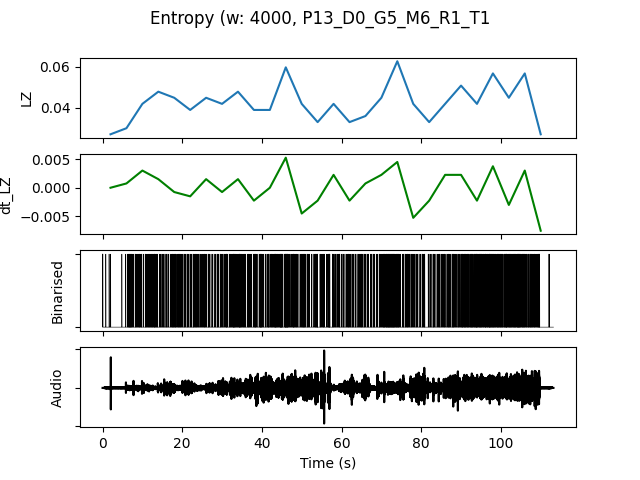 Entropy (w: 4000, P13_D0_G5_M6_R1_T1
0.06
0.04
LZ
0.005
0.000
−0.005
dt_LZ
Binarised
Audio
0 20 40 60 80 100
Time (s)